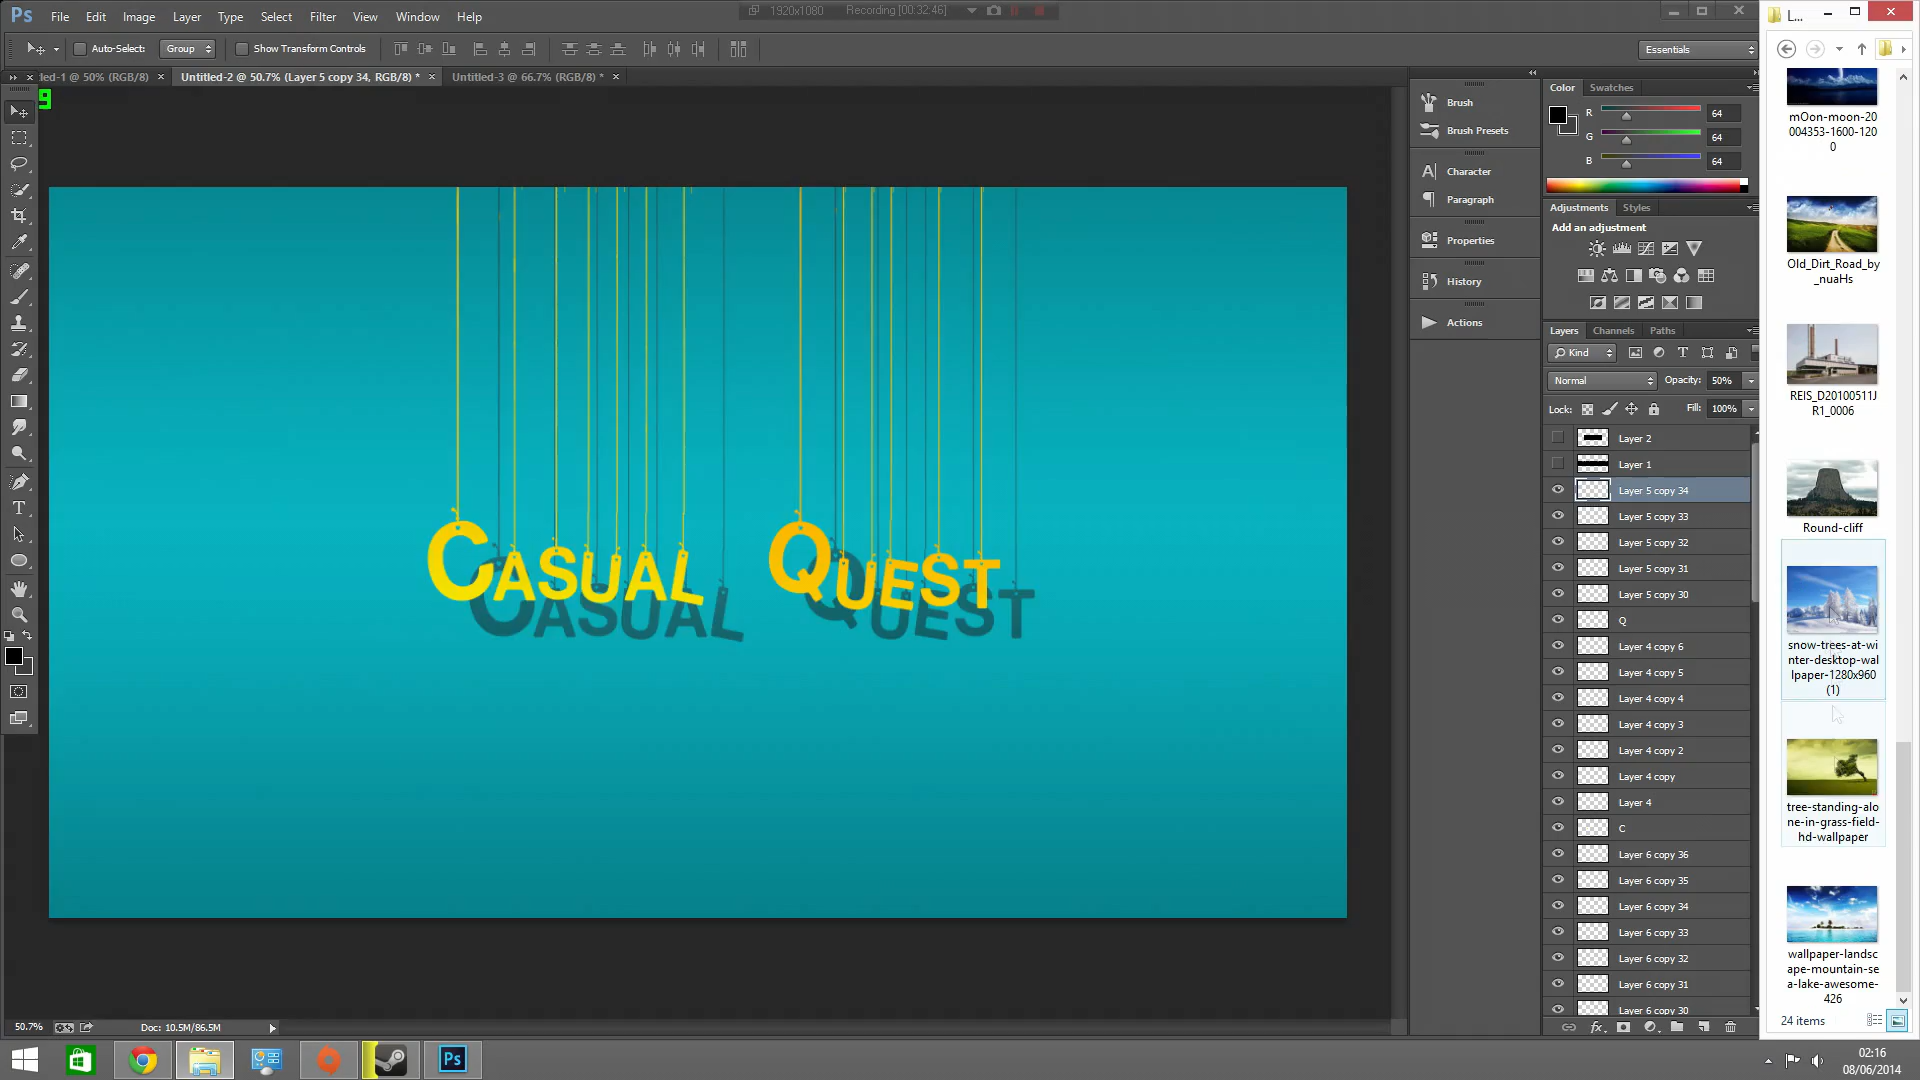 Ps File Edit Image Layer Type Select Filter View Window Help
1920x1080 Recording [00:32:46]
Auto-Select: Group Show Transform Controls
Essentials
led-1 @ 50% (RGB/8) × Untitled-2 @ 50.7% (Layer 5 copy 34, RGB/8) * × Untitled-3 @ 66.7% (RGB/8) * ×
9
CASUAL QUEST
CASUAL QUEST
50.7% Doc: 10.5M/86.5M
Brush
Brush Presets
Character
Paragraph
Properties
History
Actions
Color Swatches
R 64
G 64
B 64
Adjustments Styles
Add an adjustment
Layers Channels Paths
Kind
Normal Opacity: 50%
Lock: Fill: 100%
Layer 2
Layer 1
Layer 5 copy 34
Layer 5 copy 33
Layer 5 copy 32
Layer 5 copy 31
Layer 5 copy 30
Q
Layer 4 copy 6
Layer 4 copy 5
Layer 4 copy 4
Layer 4 copy 3
Layer 4 copy 2
Layer 4 copy
Layer 4
C
Layer 6 copy 36
Layer 6 copy 35
Layer 6 copy 34
Layer 6 copy 33
Layer 6 copy 32
Layer 6 copy 31
Layer 6 copy 30
fx
L...
mOon-moon-20
004353-1600-120
0
Old_Dirt_Road_by
_nuaHs
REIS_D20100511J
R1_0006
Round-cliff
snow-trees-at-wi
nter-desktop-wal
lpaper-1280x960
(1)
tree-standing-alo
ne-in-grass-field-
hd-wallpaper
wallpaper-landsc
ape-mountain-se
a-lake-awesome-
426
24 items
Ps
02:16
08/06/2014